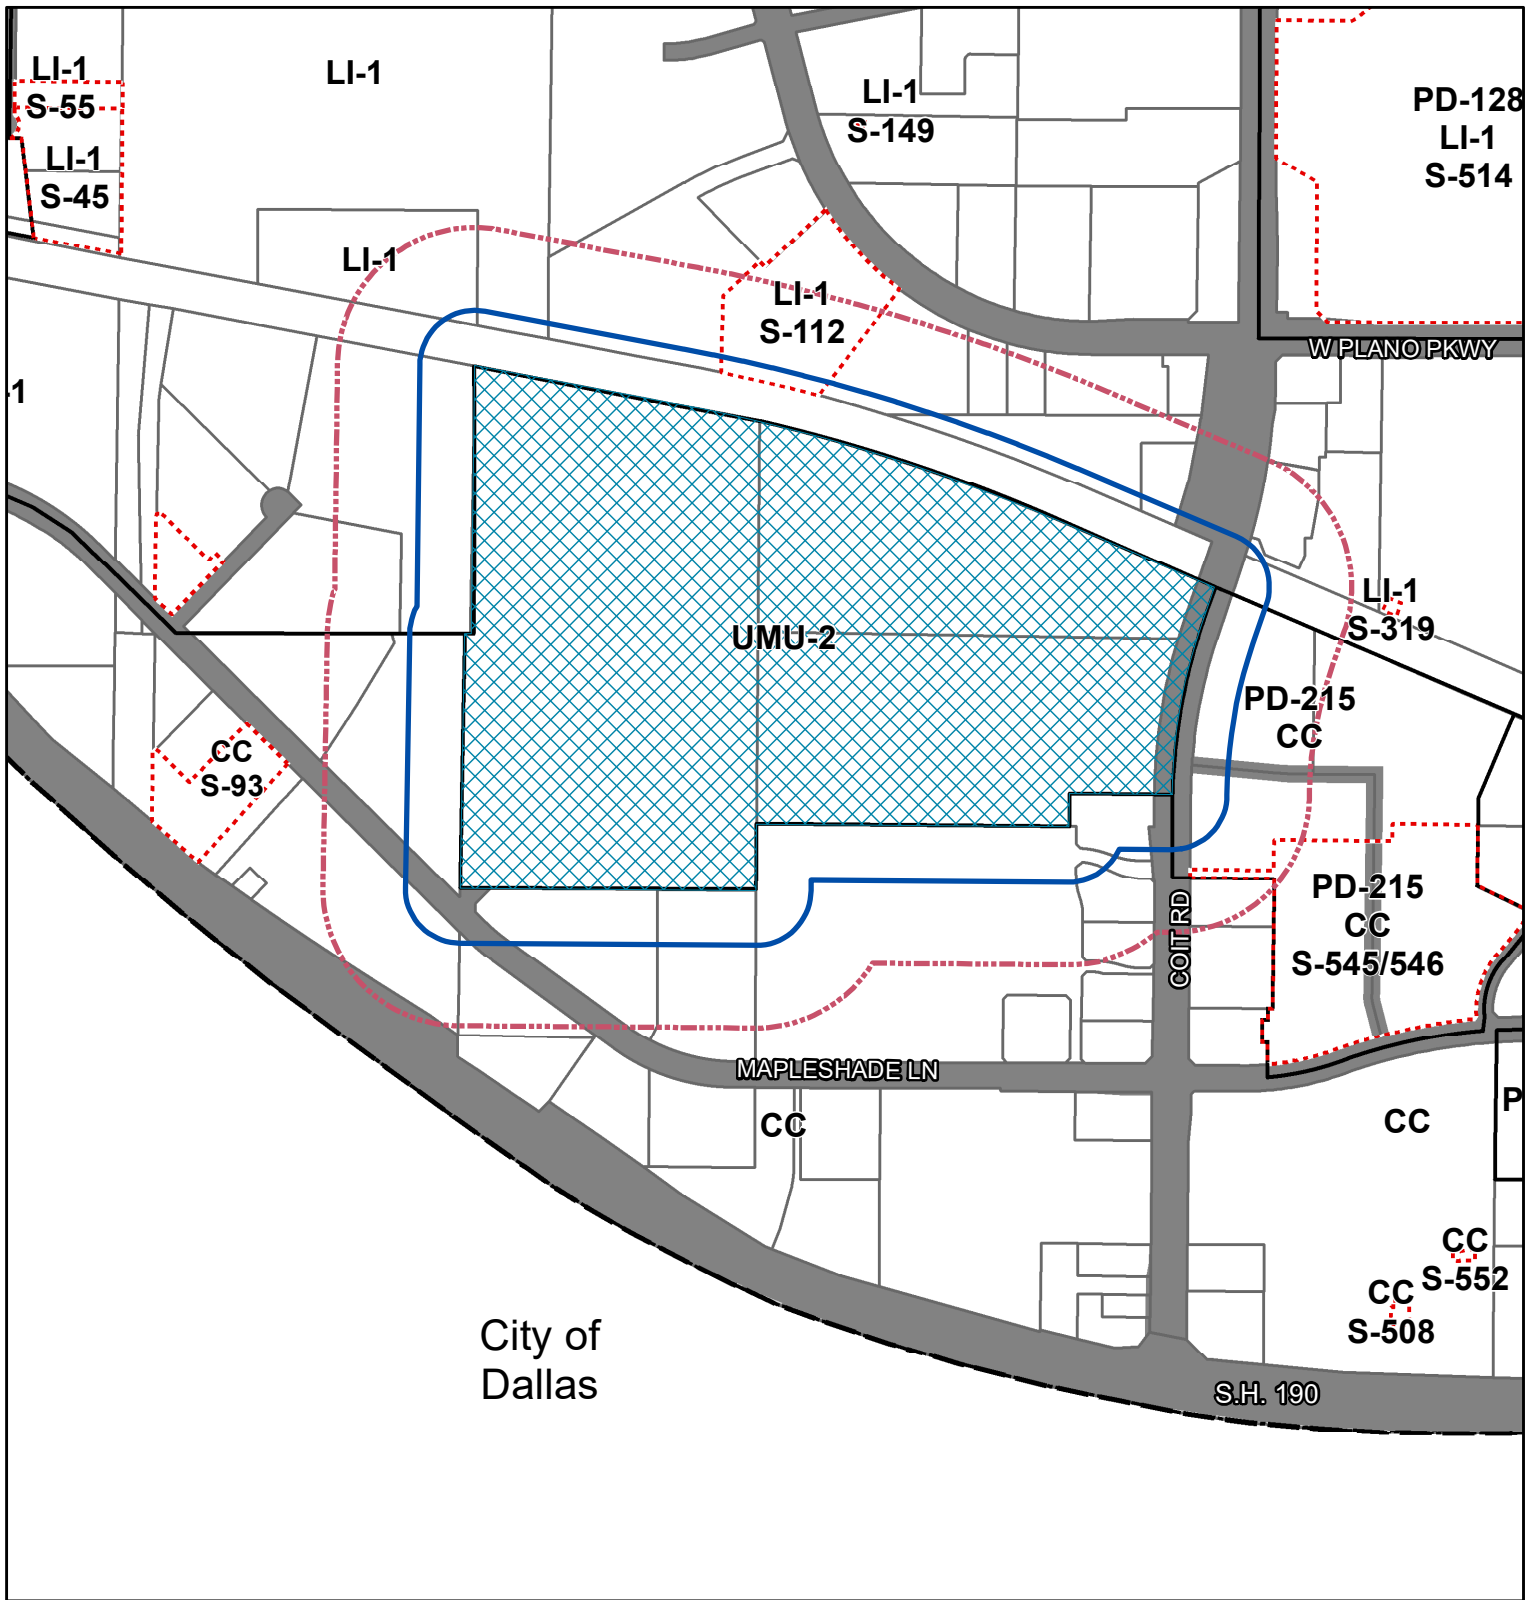 LI-1
S-55
LI-1
S-45
LI-1
LI-1
S-149
PD-128
LI-1
S-514
LI-1
LI-1
S-112
W PLANO PKWY
-1
UMU-2
LI-1
S-319
PD-215
CC
CC
S-93
PD-215
CC
S-545/546
COIT RD
MAPLESHADE LN
CC
CC
P
CC
S-552
CC
S-508
City of
Dallas
S.H. 190